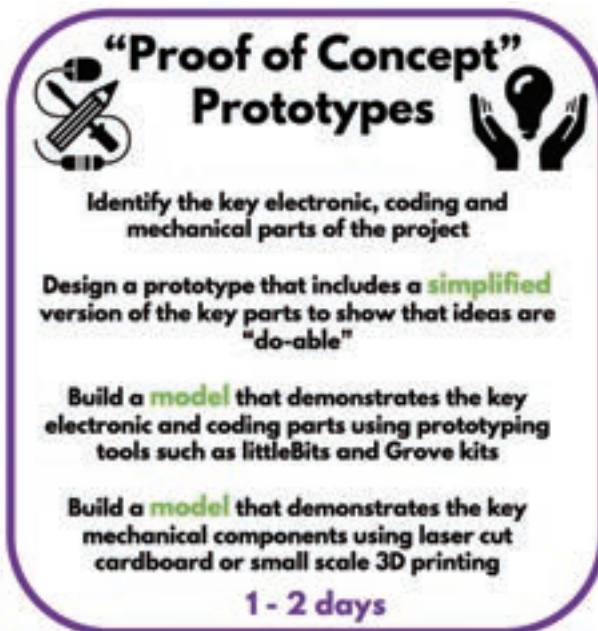 “Proof of Concept”
Prototypes
Identify the key electronic, coding and
mechanical parts of the project
Design a prototype that includes a simplified
version of the key parts to show that ideas are
“do-able”
Build a model that demonstrates the key
electronic and coding parts using prototyping
tools such as littleBits and Grove kits
Build a model that demonstrates the key
mechanical components using laser cut
cardboard or small scale 3D printing
1 - 2 days